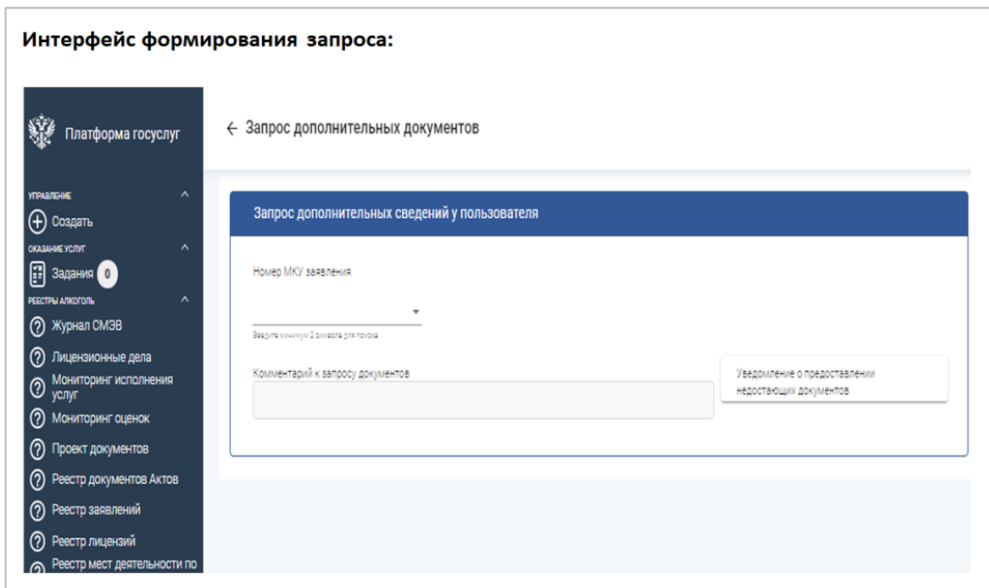 Интерфейс формирования запроса:
Платформа госуслуг
← Запрос дополнительных документов
УПРАВЛЕНИЕ
Создать
ОКАЗАНИЕ УСЛУГ
Задания 0
РЕЕСТРЫ АЛКОГОЛЬ
Журнал СМЭВ
Лицензионные дела
Мониторинг исполнения
услуг
Мониторинг оценок
Проект документов
Реестр документов Актов
Реестр заявлений
Реестр лицензий
Реестр мест деятельности по
Запрос дополнительных сведений у пользователя
Номер МКУ заявления
Введите минимум 2 символа для поиска
Комментарий к запросу документов
Уведомление о предоставлении
недостающих документов